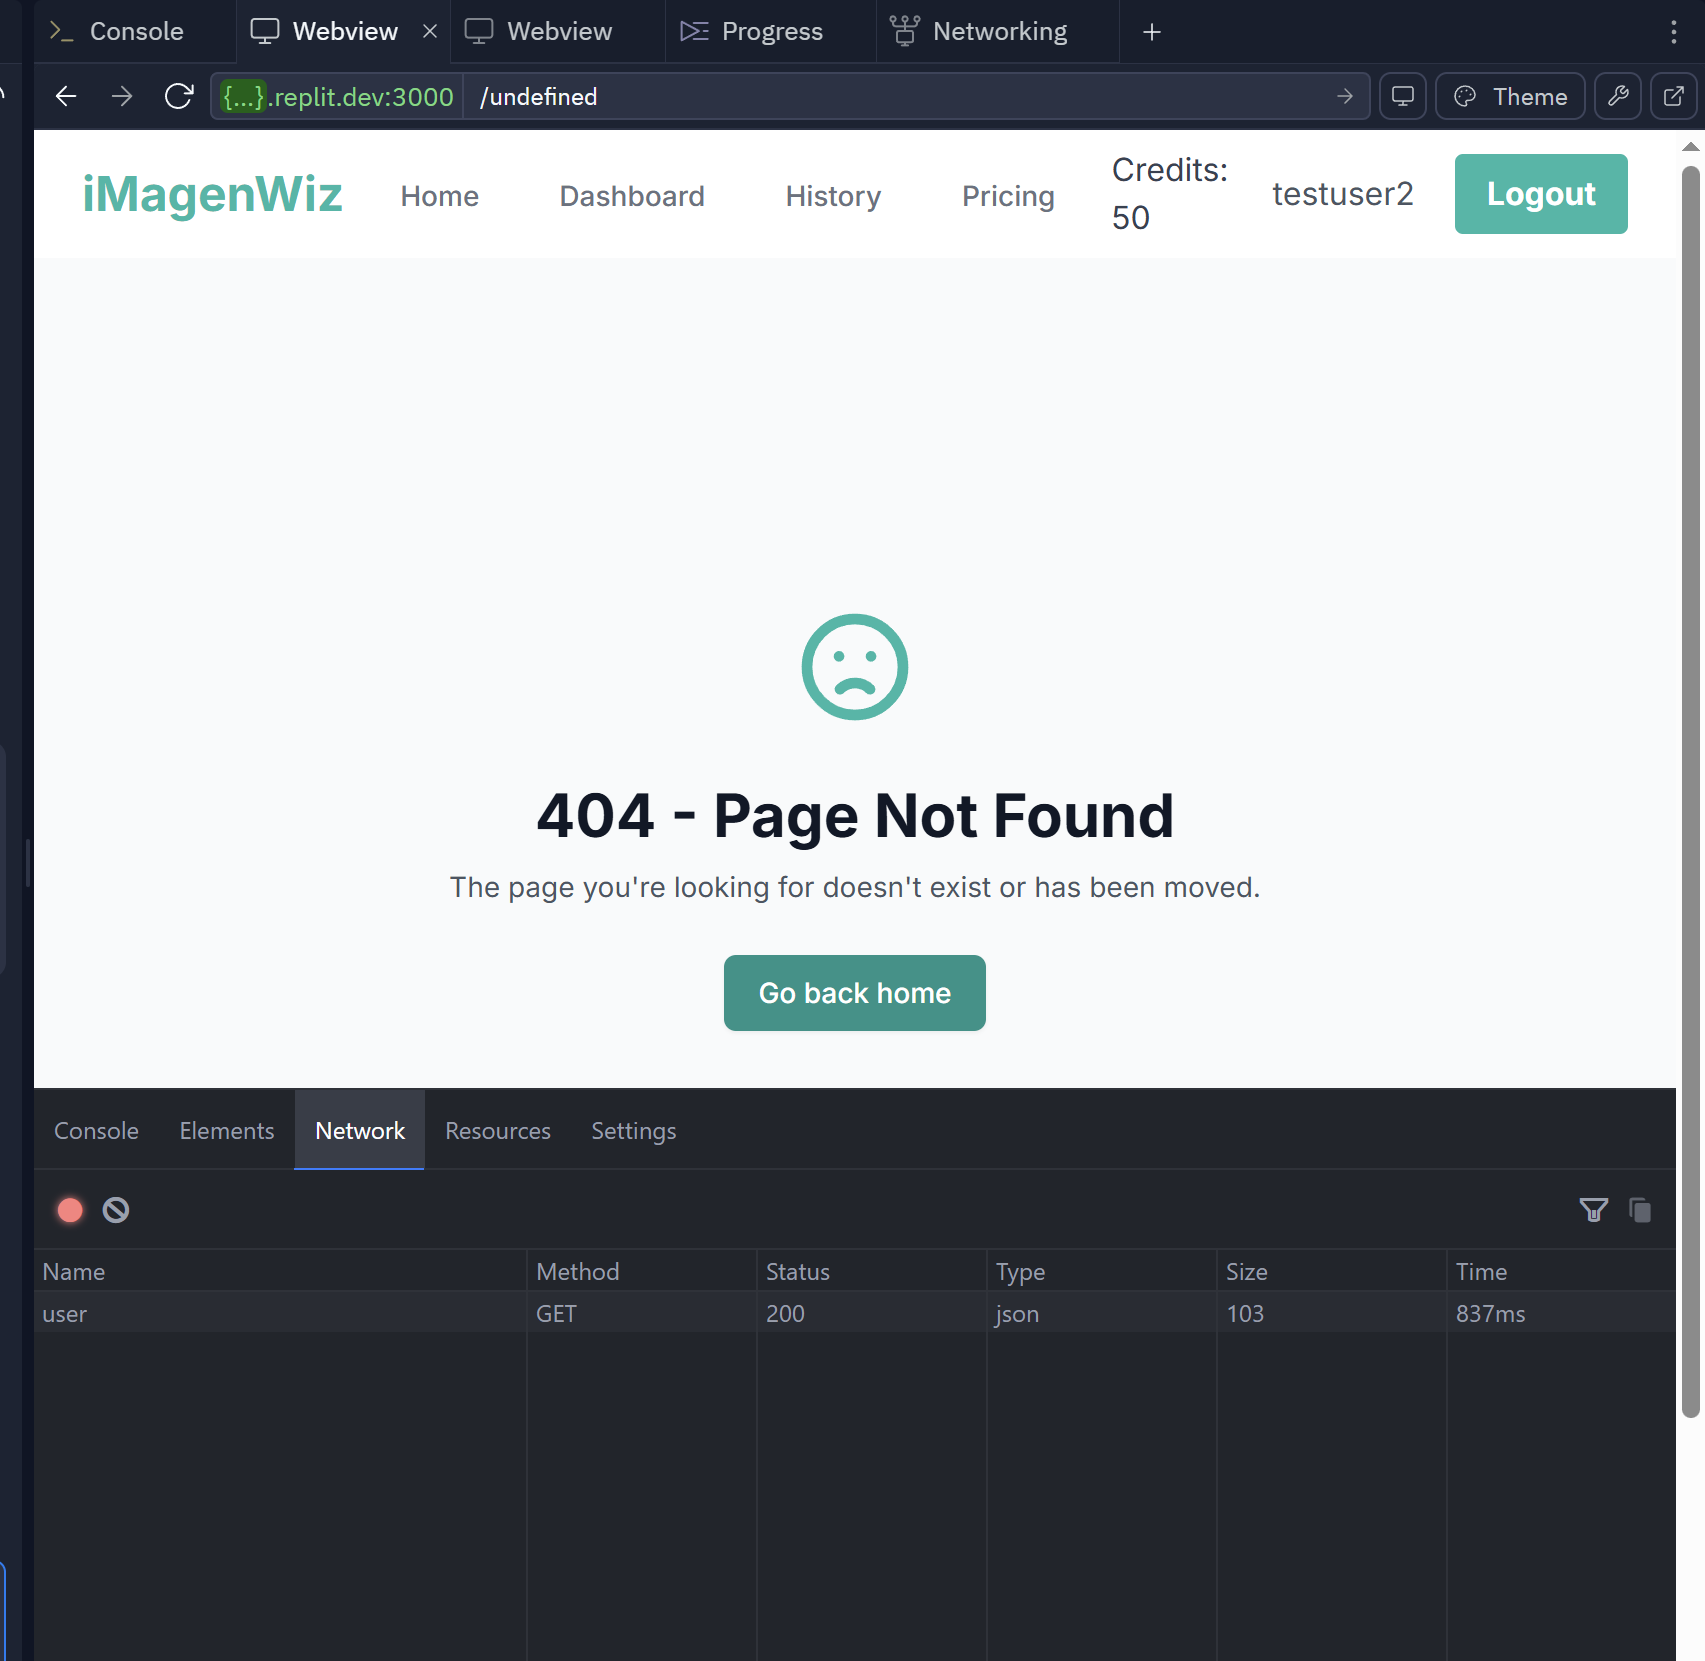 Console
Webview
Webview
Progress
Networking
{...}.replit.dev:3000 /undefined
Theme
iMagenWiz
Home
Dashboard
History
Pricing
Credits:
50
testuser2
Logout
404 - Page Not Found
The page you're looking for doesn't exist or has been moved.
Go back home
Console Elements Network Resources Settings
Name Method Status Type Size Time
user GET 200 json 103 837ms